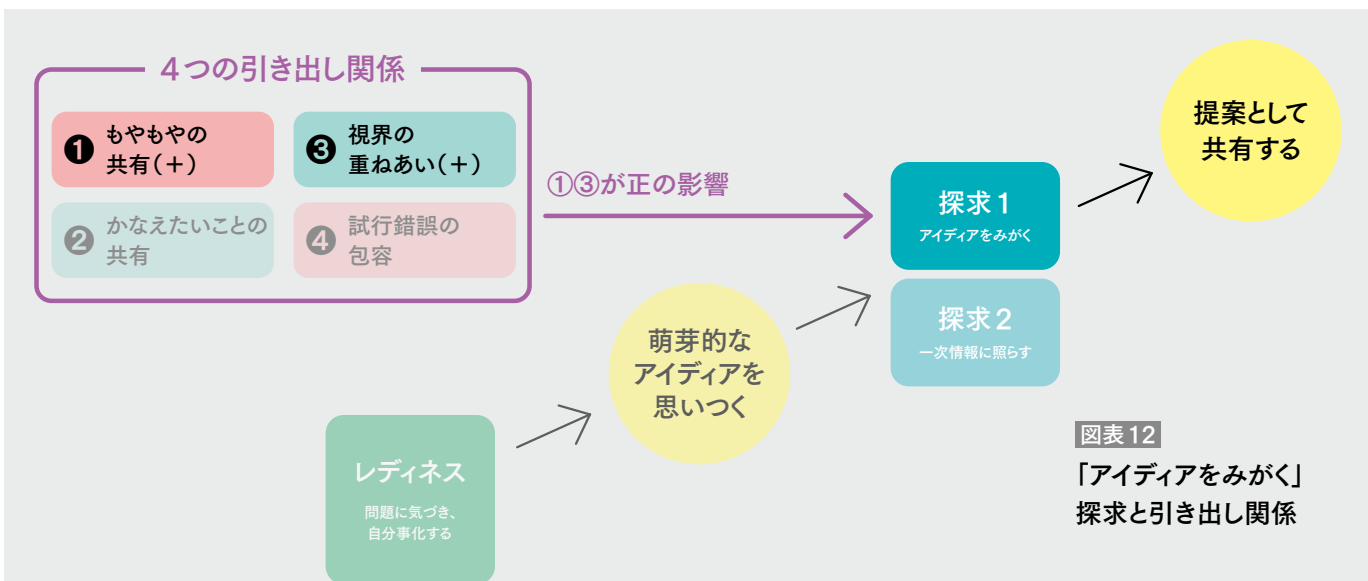 4つの引き出し関係
❶ もやもやの
共有(+)
❸ 視界の
重ねあい(+)
❷ かなえたいことの
共有
❹ 試行錯誤の
包容
①③が正の影響
探求1
アイディアをみがく
探求2
一次情報に照らす
提案として
共有する
萌芽的な
アイディアを
思いつく
レディネス
問題に気づき、
自分事化する
図表12
「アイディアをみがく」
探求と引き出し関係